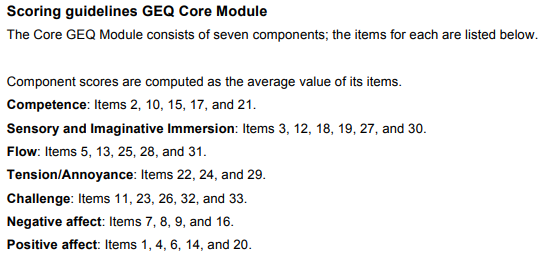 Scoring guidelines GEQ Core Module
The Core GEQ Module consists of seven components; the items for each are listed below.
Component scores are computed as the average value of its items.
Competence: Items 2, 10, 15, 17, and 21.
Sensory and Imaginative Immersion: Items 3, 12, 18, 19, 27, and 30.
Flow: Items 5, 13, 25, 28, and 31.
Tension/Annoyance: Items 22, 24, and 29.
Challenge: Items 11, 23, 26, 32, and 33.
Negative affect: Items 7, 8, 9, and 16.
Positive affect: Items 1, 4, 6, 14, and 20.